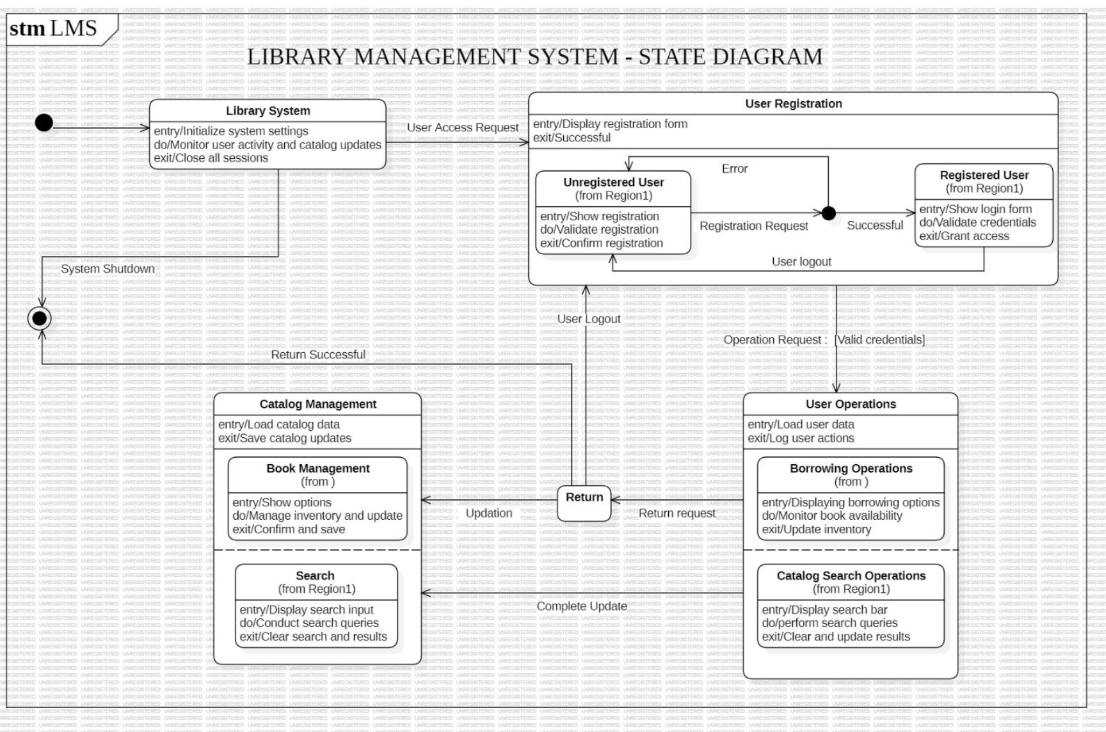 stm LMS
LIBRARY MANAGEMENT SYSTEM - STATE DIAGRAM
Library System
entry/Initialize system settings
do/Monitor user activity and catalog updates
exit/Close all sessions
User Access Request
User Registration
entry/Display registration form
exit/Successful
Unregistered User
(from Region1)
entry/Show registration
do/Validate registration
exit/Confirm registration
Error
Registration Request
Successful
Registered User
(from Region1)
entry/Show login form
do/Validate credentials
exit/Grant access
User logout
System Shutdown
User Logout
Operation Request : [Valid credentials]
Return Successful
Catalog Management
entry/Load catalog data
exit/Save catalog updates
Book Management
(from )
entry/Show options
do/Manage inventory and update
exit/Confirm and save
Search
(from Region1)
entry/Display search input
do/Conduct search queries
exit/Clear search and results
Updation
Return
Return request
Complete Update
User Operations
entry/Load user data
exit/Log user actions
Borrowing Operations
(from )
entry/Displaying borrowing options
do/Monitor book availability
exit/Update inventory
Catalog Search Operations
(from Region1)
entry/Display search bar
do/perform search queries
exit/Clear and update results